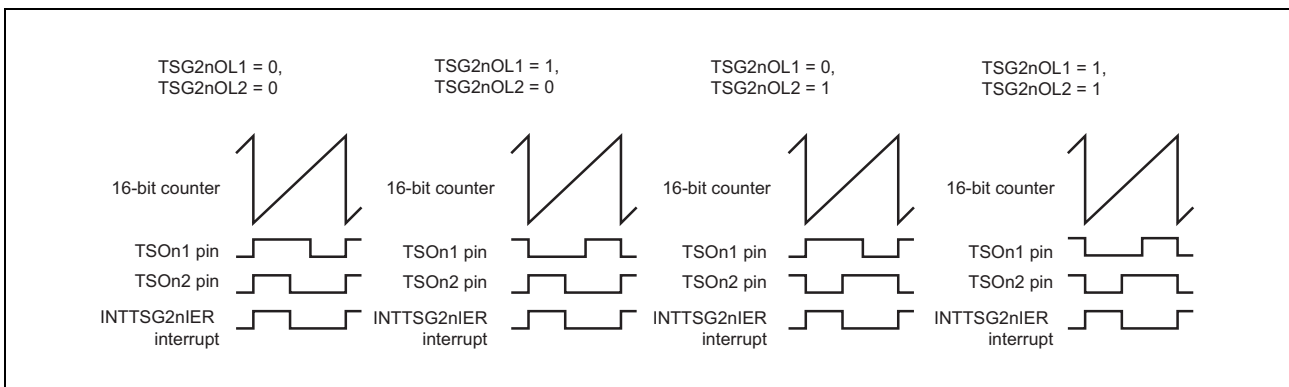 TSG2nOL1 = 0,
TSG2nOL2 = 0
16-bit counter
TSOn1 pin
TSOn2 pin
INTTSG2nIER
interrupt
TSG2nOL1 = 1,
TSG2nOL2 = 0
16-bit counter
TSOn1 pin
TSOn2 pin
INTTSG2nIER
interrupt
TSG2nOL1 = 0,
TSG2nOL2 = 1
16-bit counter
TSOn1 pin
TSOn2 pin
INTTSG2nIER
interrupt
TSG2nOL1 = 1,
TSG2nOL2 = 1
16-bit counter
TSOn1 pin
TSOn2 pin
INTTSG2nIER
interrupt